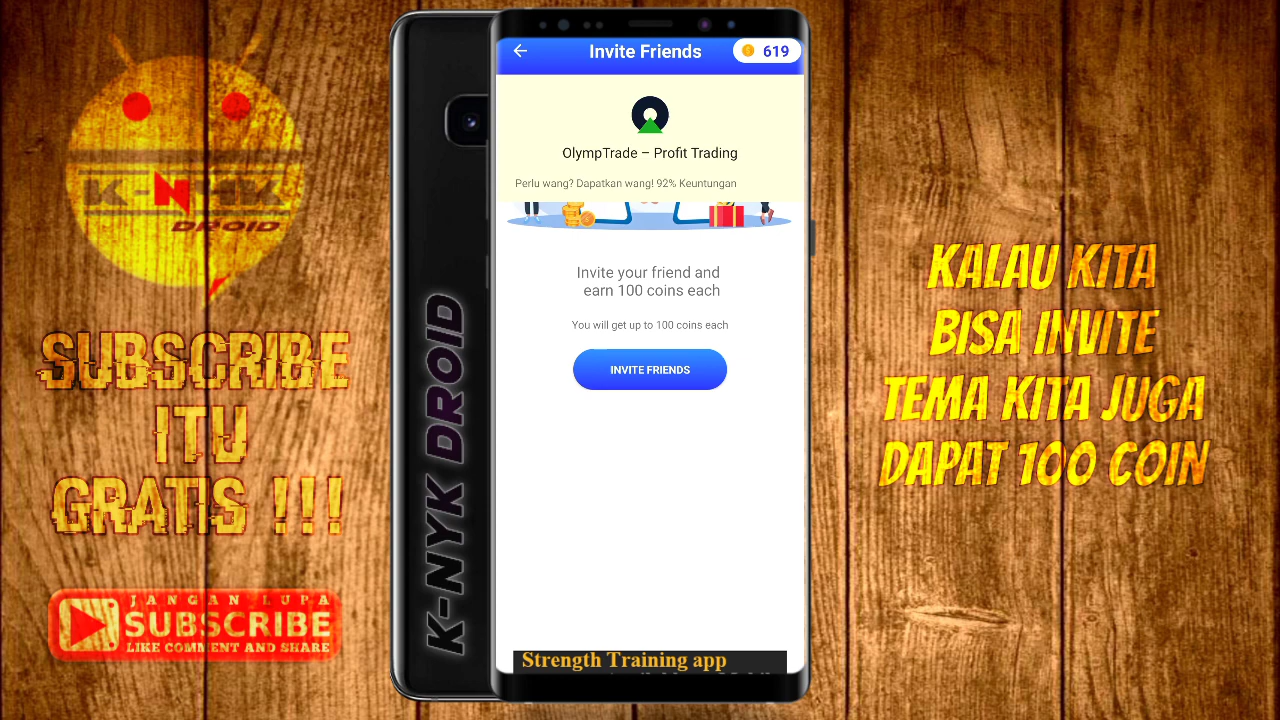 K-NYK
DROID
SUBSCRIBE
ITU
GRATIS !!!
JANGAN LUPA
SUBSCRIBE
LIKE COMMENT AND SHARE
K-NYK DROID
Invite Friends
619
OlympTrade – Profit Trading
Perlu wang? Dapatkan wang! 92% Keuntungan
Invite your friend and
earn 100 coins each
You will get up to 100 coins each
INVITE FRIENDS
Strength Training app
KALAU KITA
BISA INVITE
TEMA KITA JUGA
DAPAT 100 COIN